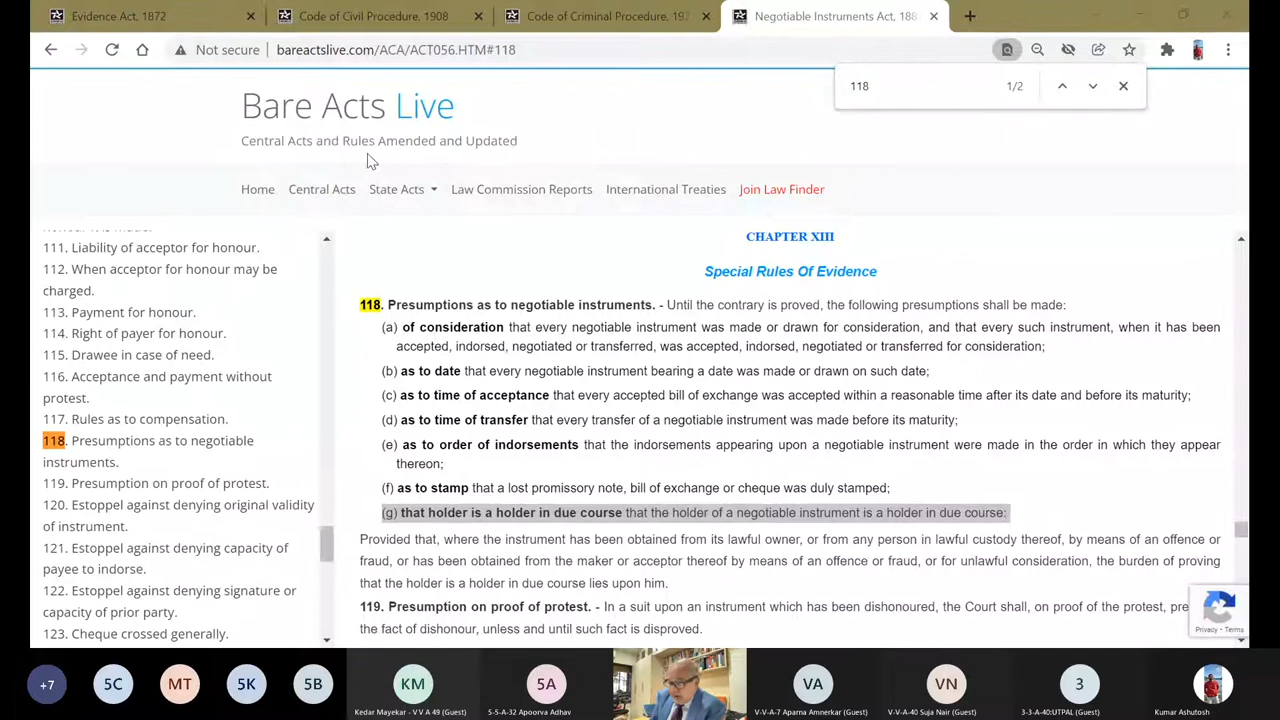 Evidence Act, 1872
Code of Civil Procedure, 1908
Code of Criminal Procedure, 197
Negotiable Instruments Act, 188
Not secure
bareactslive.com/ACA/ACT056.HTM#118
118
1/2
Bare Acts Live
Central Acts and Rules Amended and Updated
Home
Central Acts
State Acts
Law Commission Reports
International Treaties
Join Law Finder
111. Liability of acceptor for honour.
112. When acceptor for honour may be
charged.
113. Payment for honour.
114. Right of payer for honour.
115. Drawee in case of need.
116. Acceptance and payment without
protest.
117. Rules as to compensation.
118. Presumptions as to negotiable
instruments.
119. Presumption on proof of protest.
120. Estoppel against denying original validity
of instrument.
121. Estoppel against denying capacity of
payee to indorse.
122. Estoppel against denying signature or
capacity of prior party.
123. Cheque crossed generally.
CHAPTER XIII
Special Rules Of Evidence
118. Presumptions as to negotiable instruments. - Until the contrary is proved, the following presumptions shall be made:
(a) of consideration that every negotiable instrument was made or drawn for consideration, and that every such instrument, when it has been
accepted, indorsed, negotiated or transferred, was accepted, indorsed, negotiated or transferred for consideration;
(b) as to date that every negotiable instrument bearing a date was made or drawn on such date;
(c) as to time of acceptance that every accepted bill of exchange was accepted within a reasonable time after its date and before its maturity;
(d) as to time of transfer that every transfer of a negotiable instrument was made before its maturity;
(e) as to order of indorsements that the indorsements appearing upon a negotiable instrument were made in the order in which they appear
thereon;
(f) as to stamp that a lost promissory note, bill of exchange or cheque was duly stamped;
(g) that holder is a holder in due course that the holder of a negotiable instrument is a holder in due course:
Provided that, where the instrument has been obtained from its lawful owner, or from any person in lawful custody thereof, by means of an offence or
fraud, or has been obtained from the maker or acceptor thereof by means of an offence or fraud, or for unlawful consideration, the burden of proving
that the holder is a holder in due course lies upon him.
119. Presumption on proof of protest. - In a suit upon an instrument which has been dishonoured, the Court shall, on proof of the protest, pre
the fact of dishonour, unless and until such fact is disproved.
Privacy - Terms
+7
5C
MT
5K
5B
KM
Kedar Mayekar - V V A 49 (Guest)
5A
5-S-A-32 Apoorva Adhav
VA
V-V-A-7 Aparna Amnerkar (Guest)
VN
V-V-A-40 Suja Nair (Guest)
3
3-3-A-40:UTPAL (Guest)
Kumar Ashutosh